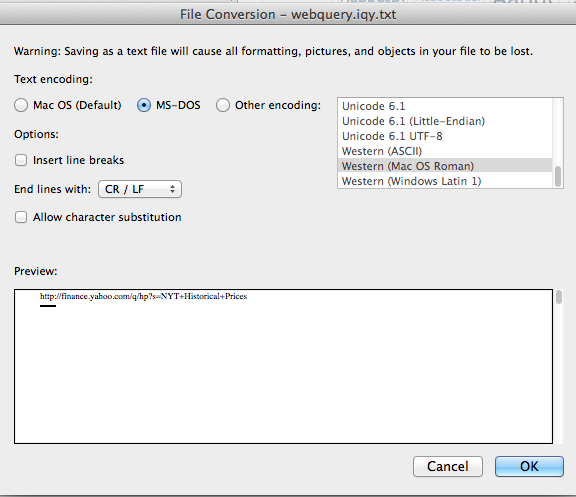 File Conversion – webquery.iqy.txt
Warning: Saving as a text file will cause all formatting, pictures, and objects in your file to be lost.
Text encoding:
Mac OS (Default) MS-DOS Other encoding:
Unicode 6.1
Unicode 6.1 (Little-Endian)
Unicode 6.1 UTF-8
Western (ASCII)
Western (Mac OS Roman)
Western (Windows Latin 1)
Options:
Insert line breaks
End lines with: CR / LF
Allow character substitution
Preview:
http://finance.yahoo.com/q/hp?s=NYT+Historical+Prices
Cancel OK